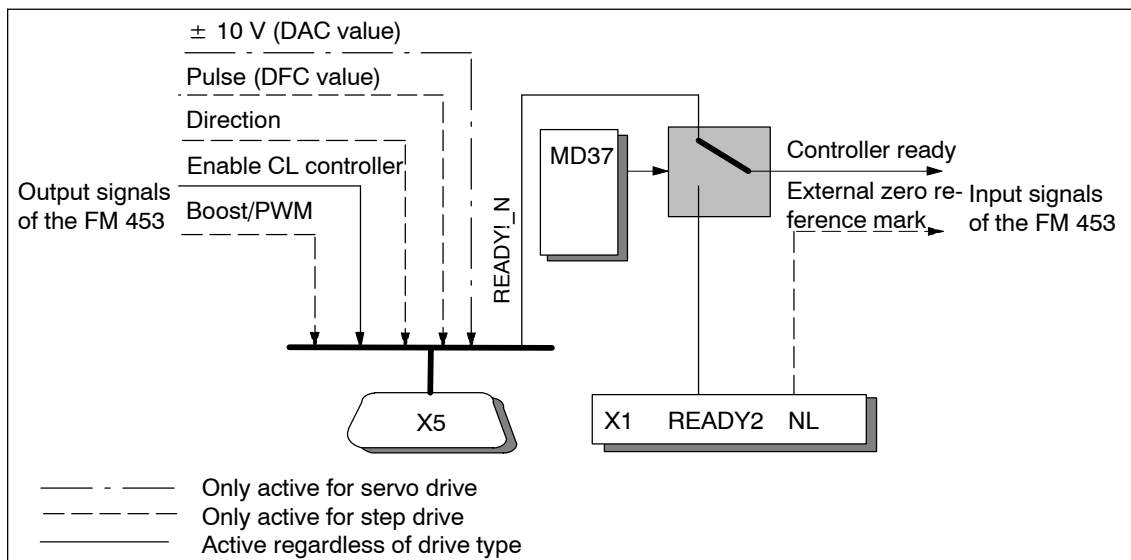 ± 10 V (DAC value)
Pulse (DFC value)
Direction
Enable CL controller
Boost/PWM
Output signals
of the FM 453
READY!_N
MD37
Controller ready
External zero re-
ference mark
Input signals
of the FM 453
X5
X1 READY2 NL
Only active for servo drive
Only active for step drive
Active regardless of drive type